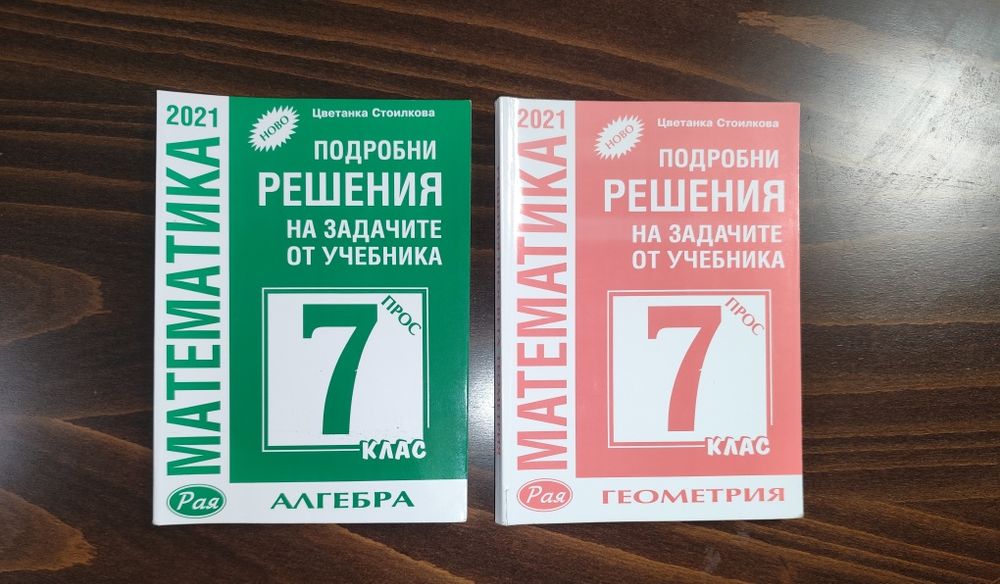 2021
НОВО
Цветанка Стоилкова
ПОДРОБНИ
РЕШЕНИЯ
НА ЗАДАЧИТЕ
ОТ УЧЕБНИКА
МАТЕМАТИКА
7
ПРОС
КЛАС
Рая
АЛГЕБРА
2021
НОВО
Цветанка Стоилкова
ПОДРОБНИ
РЕШЕНИЯ
НА ЗАДАЧИТЕ
ОТ УЧЕБНИКА
МАТЕМАТИКА
7
ПРОС
КЛАС
Рая
ГЕОМЕТРИЯ